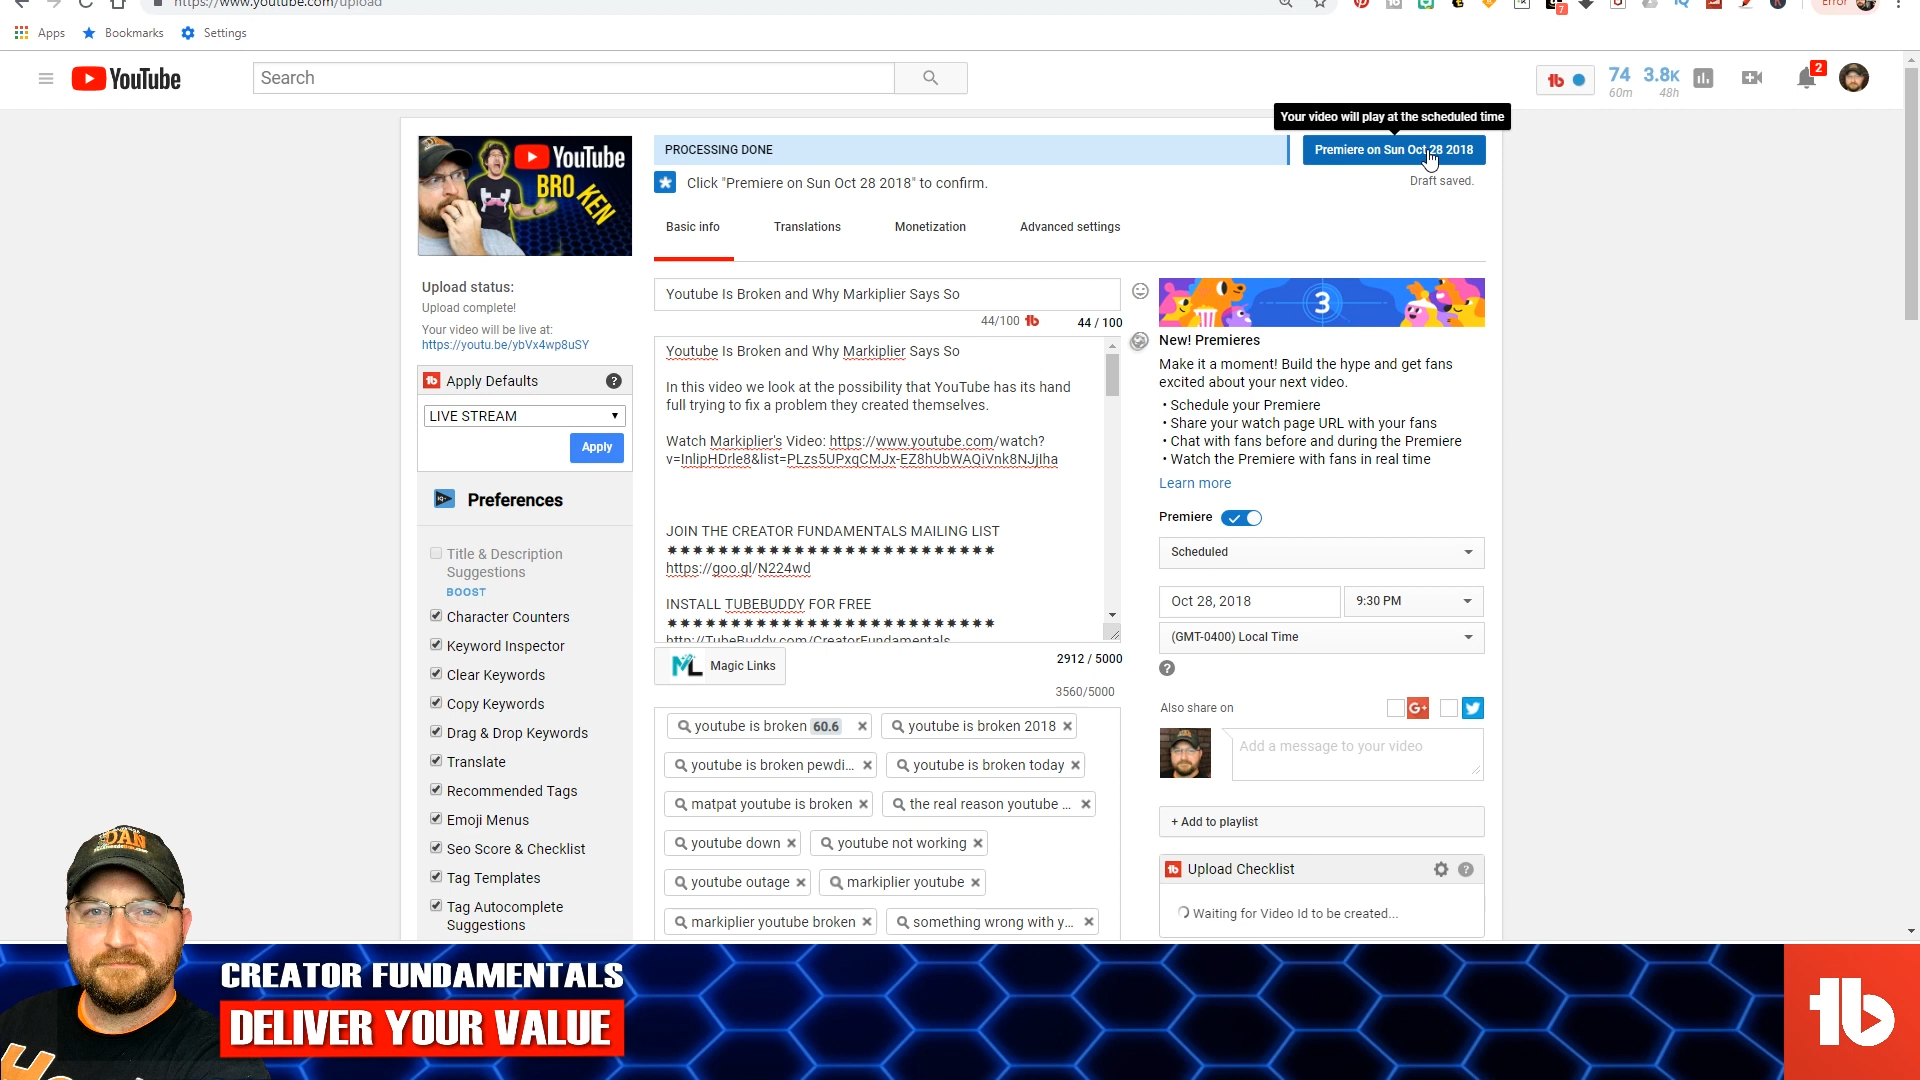 https://www.youtube.com/upload
7
Error
Apps
Bookmarks
Settings
YouTube
Search
74
60m
3.8K
48h
2
Your video will play at the scheduled time
YouTube
BRO KEN
PROCESSING DONE
Premiere on Sun Oct 28 2018
Click "Premiere on Sun Oct 28 2018" to confirm.
Draft saved.
Basic info
Translations
Monetization
Advanced settings
Upload status:
Upload complete!
Your video will be live at:
https://youtu.be/ybVx4wp8uSY
Apply Defaults
?
LIVE STREAM
Apply
Preferences
Title & Description
Suggestions
BOOST
Character Counters
Keyword Inspector
Clear Keywords
Copy Keywords
Drag & Drop Keywords
Translate
Recommended Tags
Emoji Menus
Seo Score & Checklist
Tag Templates
Tag Autocomplete
Suggestions
Youtube Is Broken and Why Markiplier Says So
44/100
44 / 100
Youtube Is Broken and Why Markiplier Says So
In this video we look at the possibility that YouTube has its hand
full trying to fix a problem they created themselves.
Watch Markiplier's Video: https://www.youtube.com/watch?
v=InlipHDrle8&list=PLzs5UPxqCMJx-EZ8hUbWAQiVnk8NJjlha
JOIN THE CREATOR FUNDAMENTALS MAILING LIST
✷✷✷✷✷✷✷✷✷✷✷✷✷✷✷✷✷✷✷✷✷✷✷✷✷✷
https://goo.gl/N224wd
INSTALL TUBEBUDDY FOR FREE
✷✷✷✷✷✷✷✷✷✷✷✷✷✷✷✷✷✷✷✷✷✷✷✷✷✷
http://TubeBuddy.com/CreatorFundamentals
ML Magic Links
2912 / 5000
3560/5000
youtube is broken 60.6
youtube is broken 2018
youtube is broken pewdi...
youtube is broken today
matpat youtube is broken
the real reason youtube ...
youtube down
youtube not working
youtube outage
markiplier youtube
markiplier youtube broken
something wrong with y...
3
New! Premieres
Make it a moment! Build the hype and get fans
excited about your next video.
• Schedule your Premiere
• Share your watch page URL with your fans
• Chat with fans before and during the Premiere
• Watch the Premiere with fans in real time
Learn more
Premiere
Scheduled
Oct 28, 2018
9:30 PM
(GMT-0400) Local Time
?
Also share on
G+
Add a message to your video
+ Add to playlist
Upload Checklist
?
Waiting for Video Id to be created...
DAN
CREATOR FUNDAMENTALS
DELIVER YOUR VALUE
tb